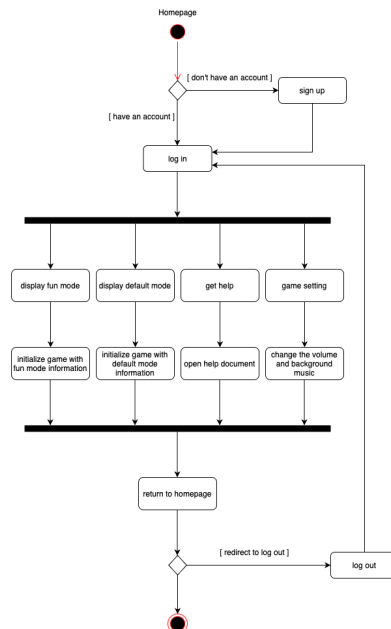 Homepage
[ don't have an account ]
sign up
[ have an account ]
log in
display fun mode
display default mode
get help
game setting
initialize game with
fun mode information
initialize game with
default mode
information
open help document
change the volume
and background
music
return to homepage
[ redirect to log out ]
log out